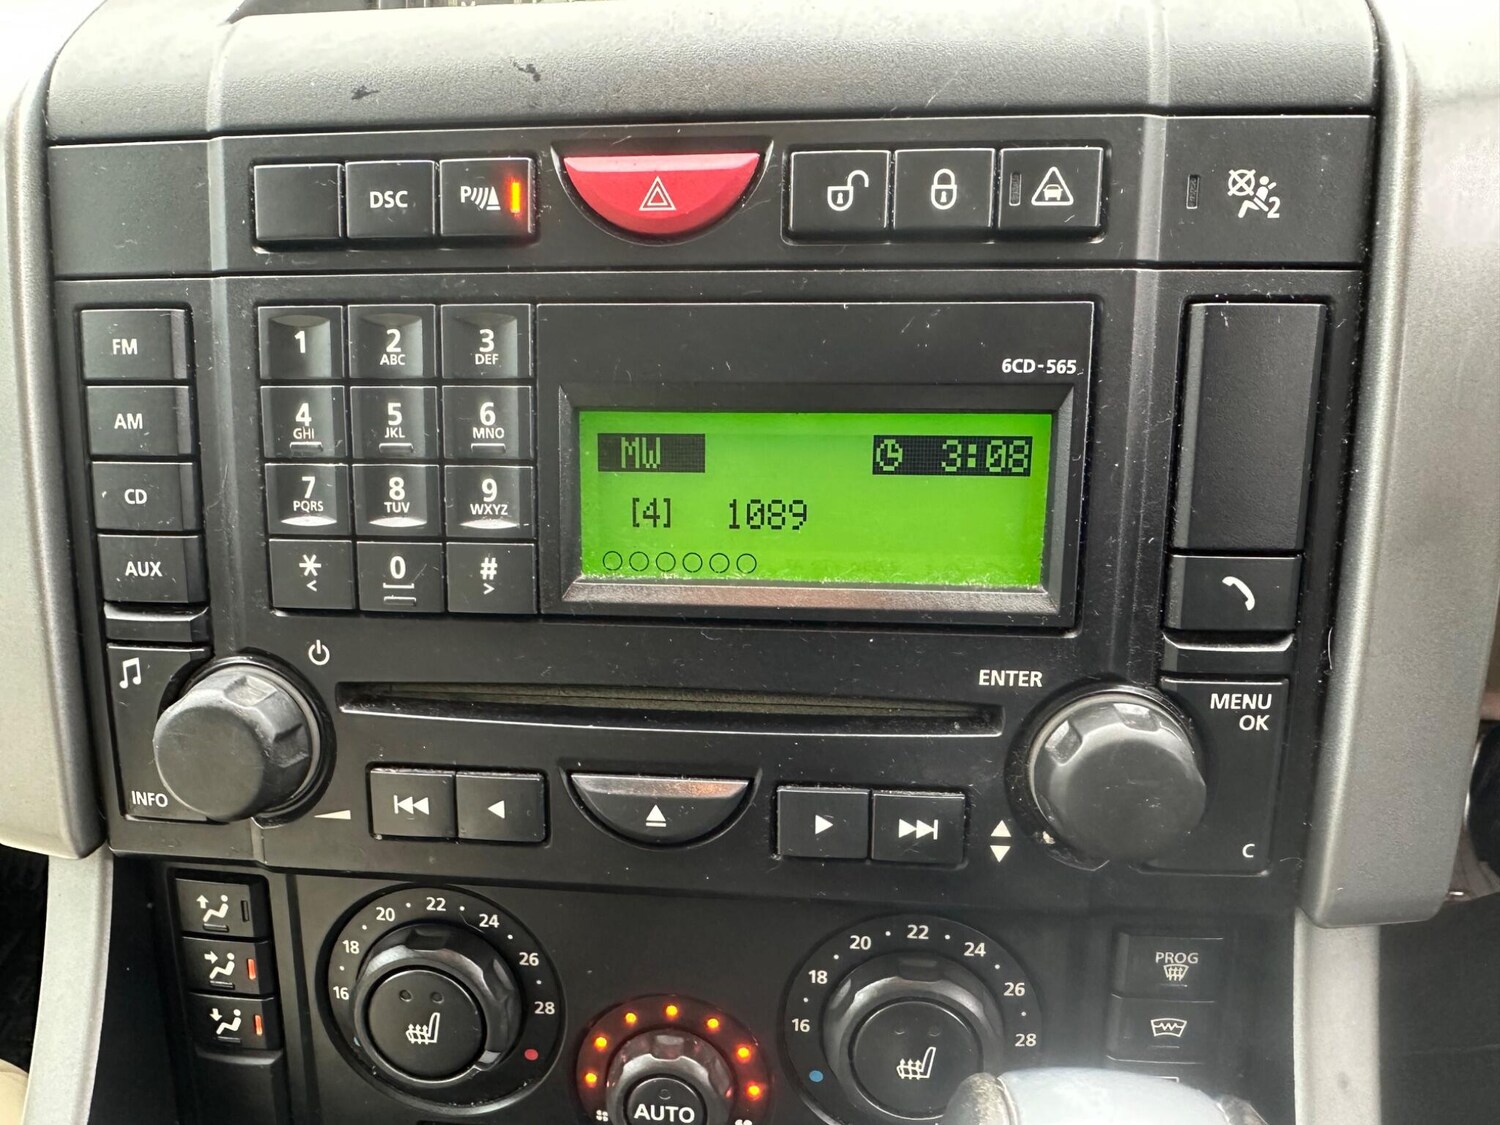 DSC
P
2
FM
AM
CD
AUX
1
2
ABC
3
DEF
4
GHI
5
JKL
6
MNO
7
PQRS
8
TUV
9
WXYZ
*
<
0
>
#
>
6CD-565
MW 3:08
[4] 1089
INFO
ENTER
MENU
OK
C
16 18 20 22 24 26 28
AUTO
16 18 20 22 24 26 28
PROG